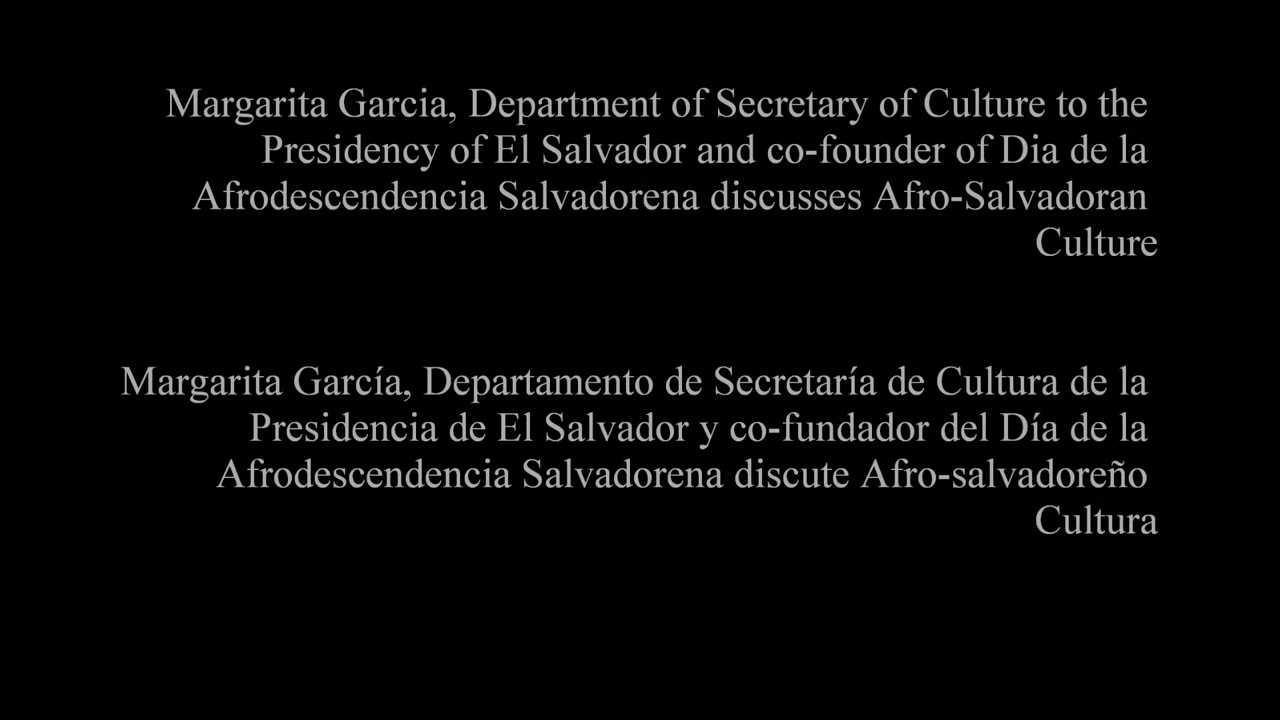 Margarita Garcia, Department of Secretary of Culture to the
Presidency of El Salvador and co-founder of Dia de la
Afrodescendencia Salvadorena discusses Afro-Salvadoran
Culture
Margarita García, Departamento de Secretaría de Cultura de la
Presidencia de El Salvador y co-fundador del Día de la
Afrodescendencia Salvadorena discute Afro-salvadoreño
Cultura